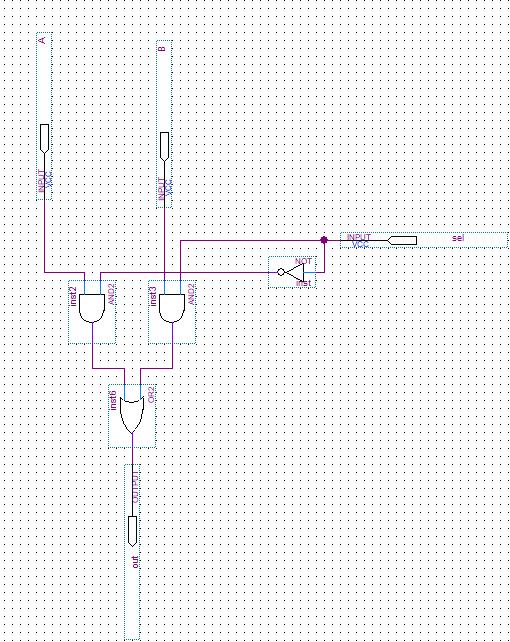 A
B
INPUT
VCC
INPUT
VCC
INPUT
VCC
sel
NOT
inst
inst2
AND2
inst3
AND2
inst6
OR2
OUTPUT
out